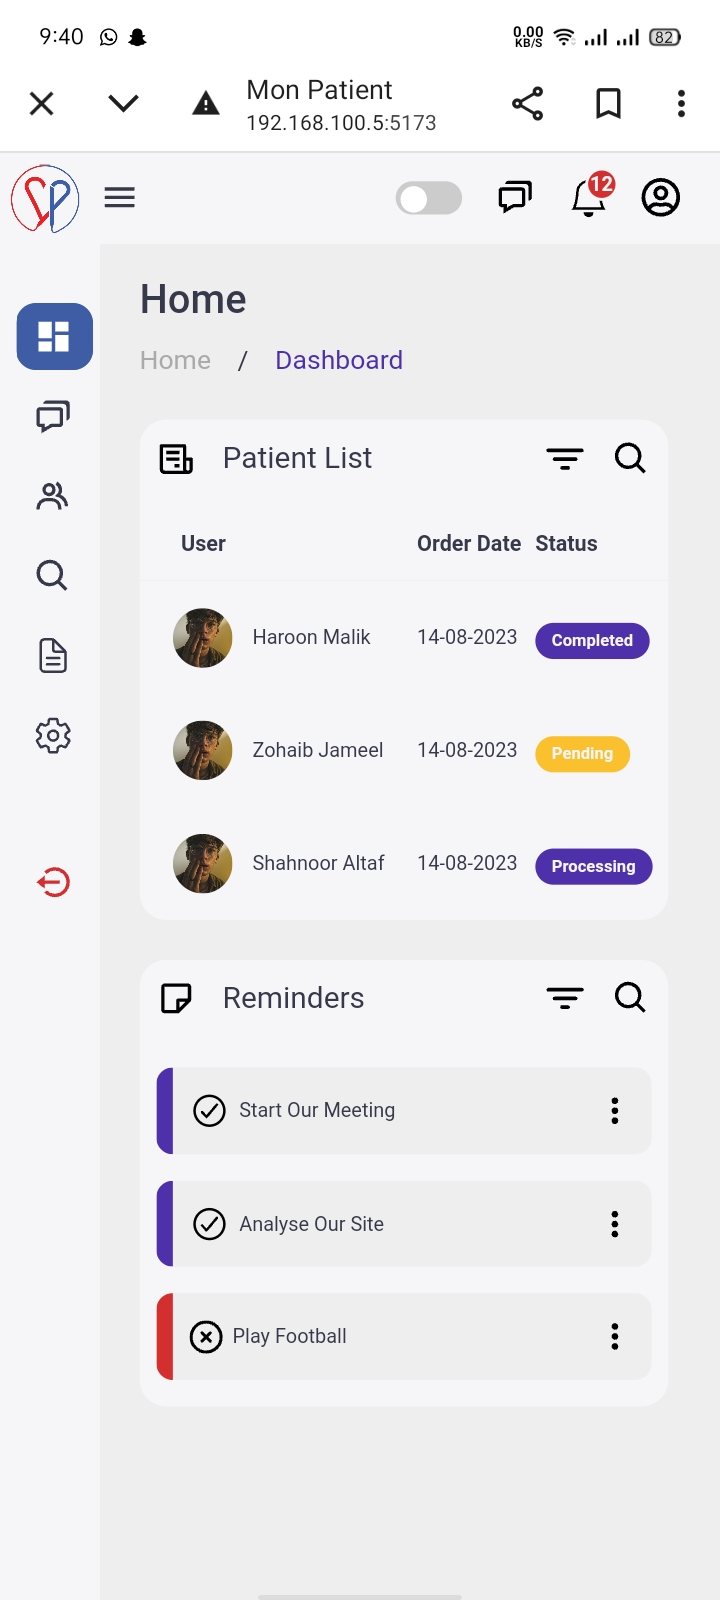 9:40
0.00
KB/S
82
Mon Patient
192.168.100.5:5173
12
Home
Home / Dashboard
Patient List
User Order Date Status
Haroon Malik 14-08-2023 Completed
Zohaib Jameel 14-08-2023 Pending
Shahnoor Altaf 14-08-2023 Processing
Reminders
Start Our Meeting
Analyse Our Site
Play Football